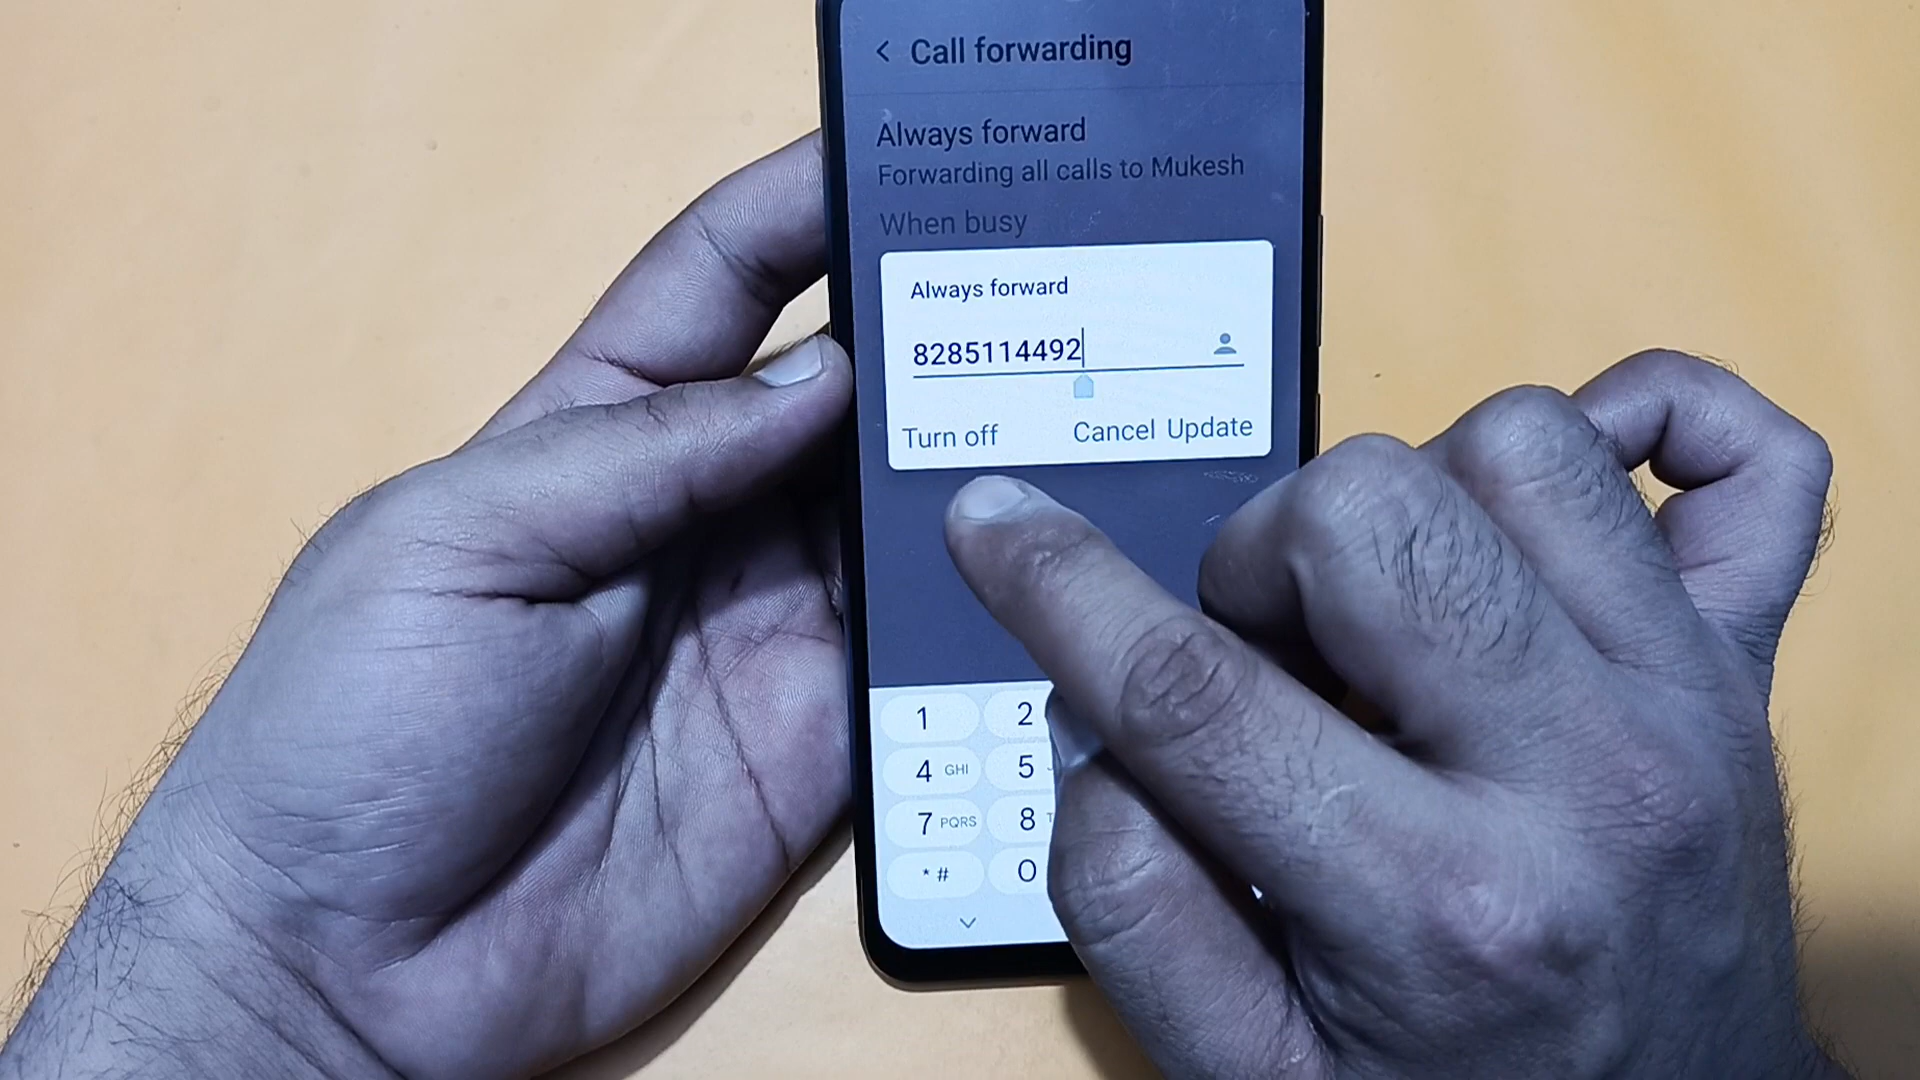 < Call forwarding
Always forward
Forwarding all calls to Mukesh
When busy
Always forward
8285114492
Turn off Cancel Update
1 2
4 GHI 5
7 PQRS 8 T
* # 0